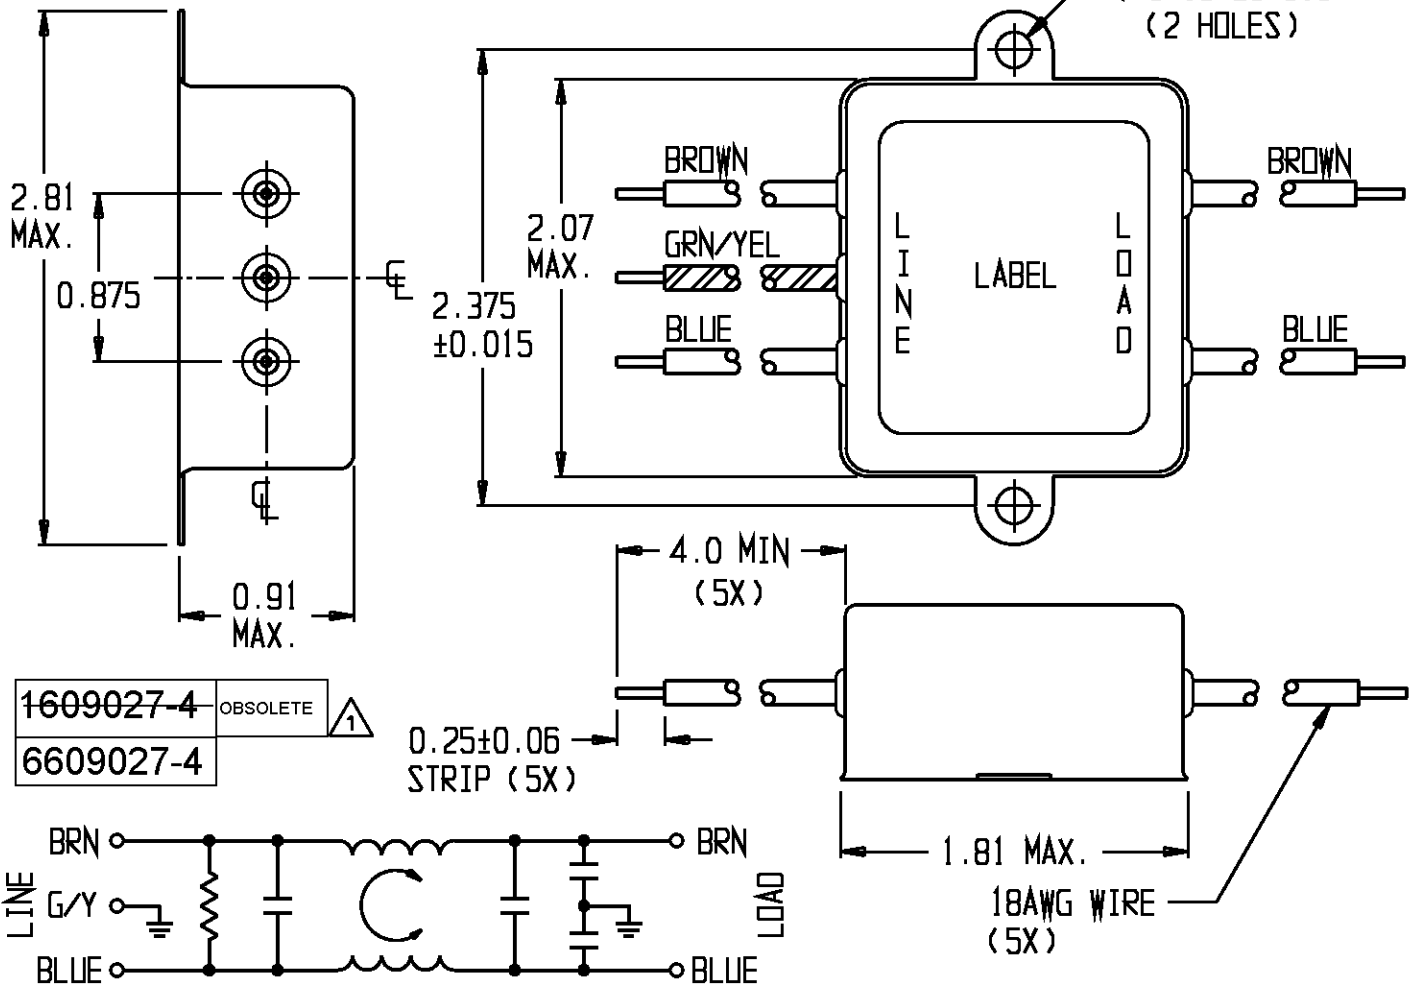 (2 HOLES)
BROWN
BROWN
2.81
MAX.
GRN/YEL
2.07
MAX.
LINE
LABEL
LOAD
0.875
2.375
±0.015
BLUE
BLUE
4.0 MIN
(5X)
0.91
MAX.
1609027-4 OBSOLETE 1
6609027-4
0.25±0.06
STRIP (5X)
1.81 MAX.
18AWG WIRE
(5X)
BRN
BRN
LINE
G/Y
LOAD
BLUE
BLUE